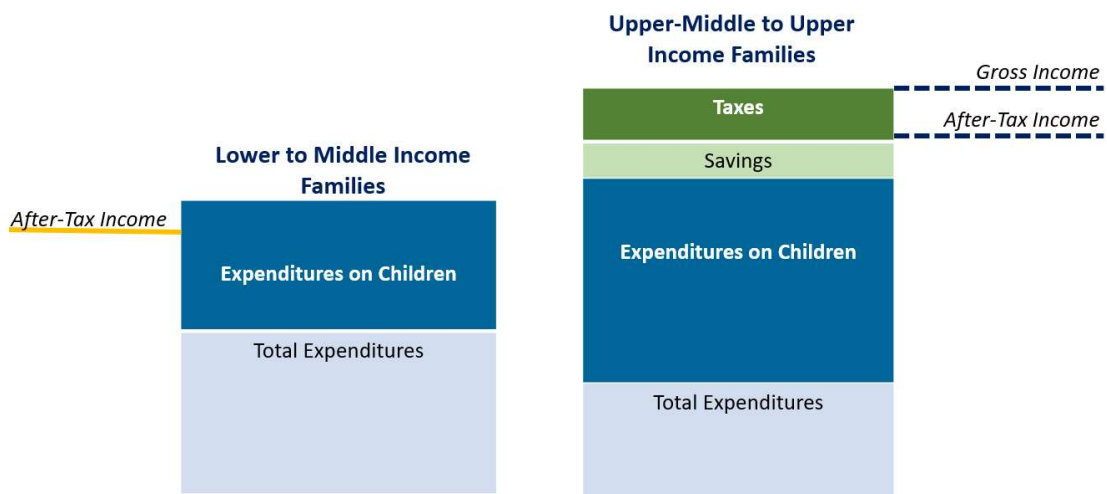 Lower to Middle Income
Families
After-Tax Income
Expenditures on Children
Total Expenditures
Upper-Middle to Upper
Income Families
Gross Income
Taxes
After-Tax Income
Savings
Expenditures on Children
Total Expenditures